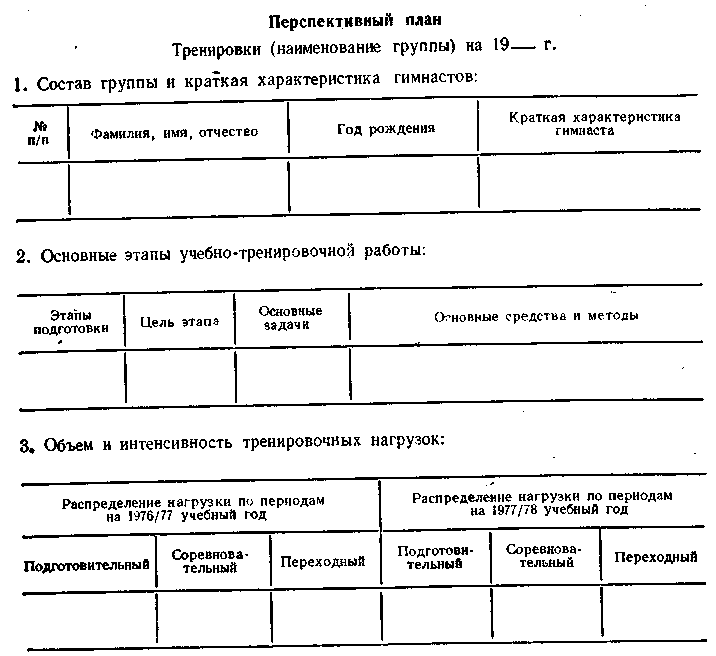 Перспективный план
Тренировки (наименование группы) на 19— г.
1. Состав группы и краткая характеристика гимнастов:
№
п/п
Фамилия, имя, отчество
Год рождения
Краткая характеристика
гимнаста
2. Основные этапы учебно-тренировочной работы:
Этапы
подготовки
Цель этапа
Основные
задачи
Основные средства и методы
3. Объем и интенсивность тренировочных нагрузок:
Распределение нагрузки по периодам
на 1976/77 учебный год
Распределение нагрузки по периодам
на 1977/78 учебный год
Подготовительный
Соревнова-
тельный
Переходный
Подготови-
тельный
Соревнова-
тельный
Переходный